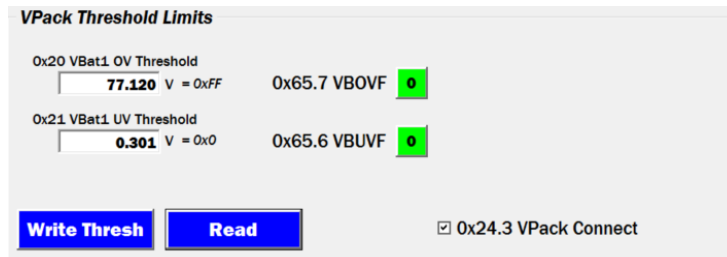 VPack Threshold Limits
0x20 VBat1 OV Threshold
77.120 V = 0xFF 0x65.7 VBOVF 0
0x21 VBat1 UV Threshold
0.301 V = 0x0 0x65.6 VBUVF 0
Write Thresh Read 0x24.3 VPack Connect